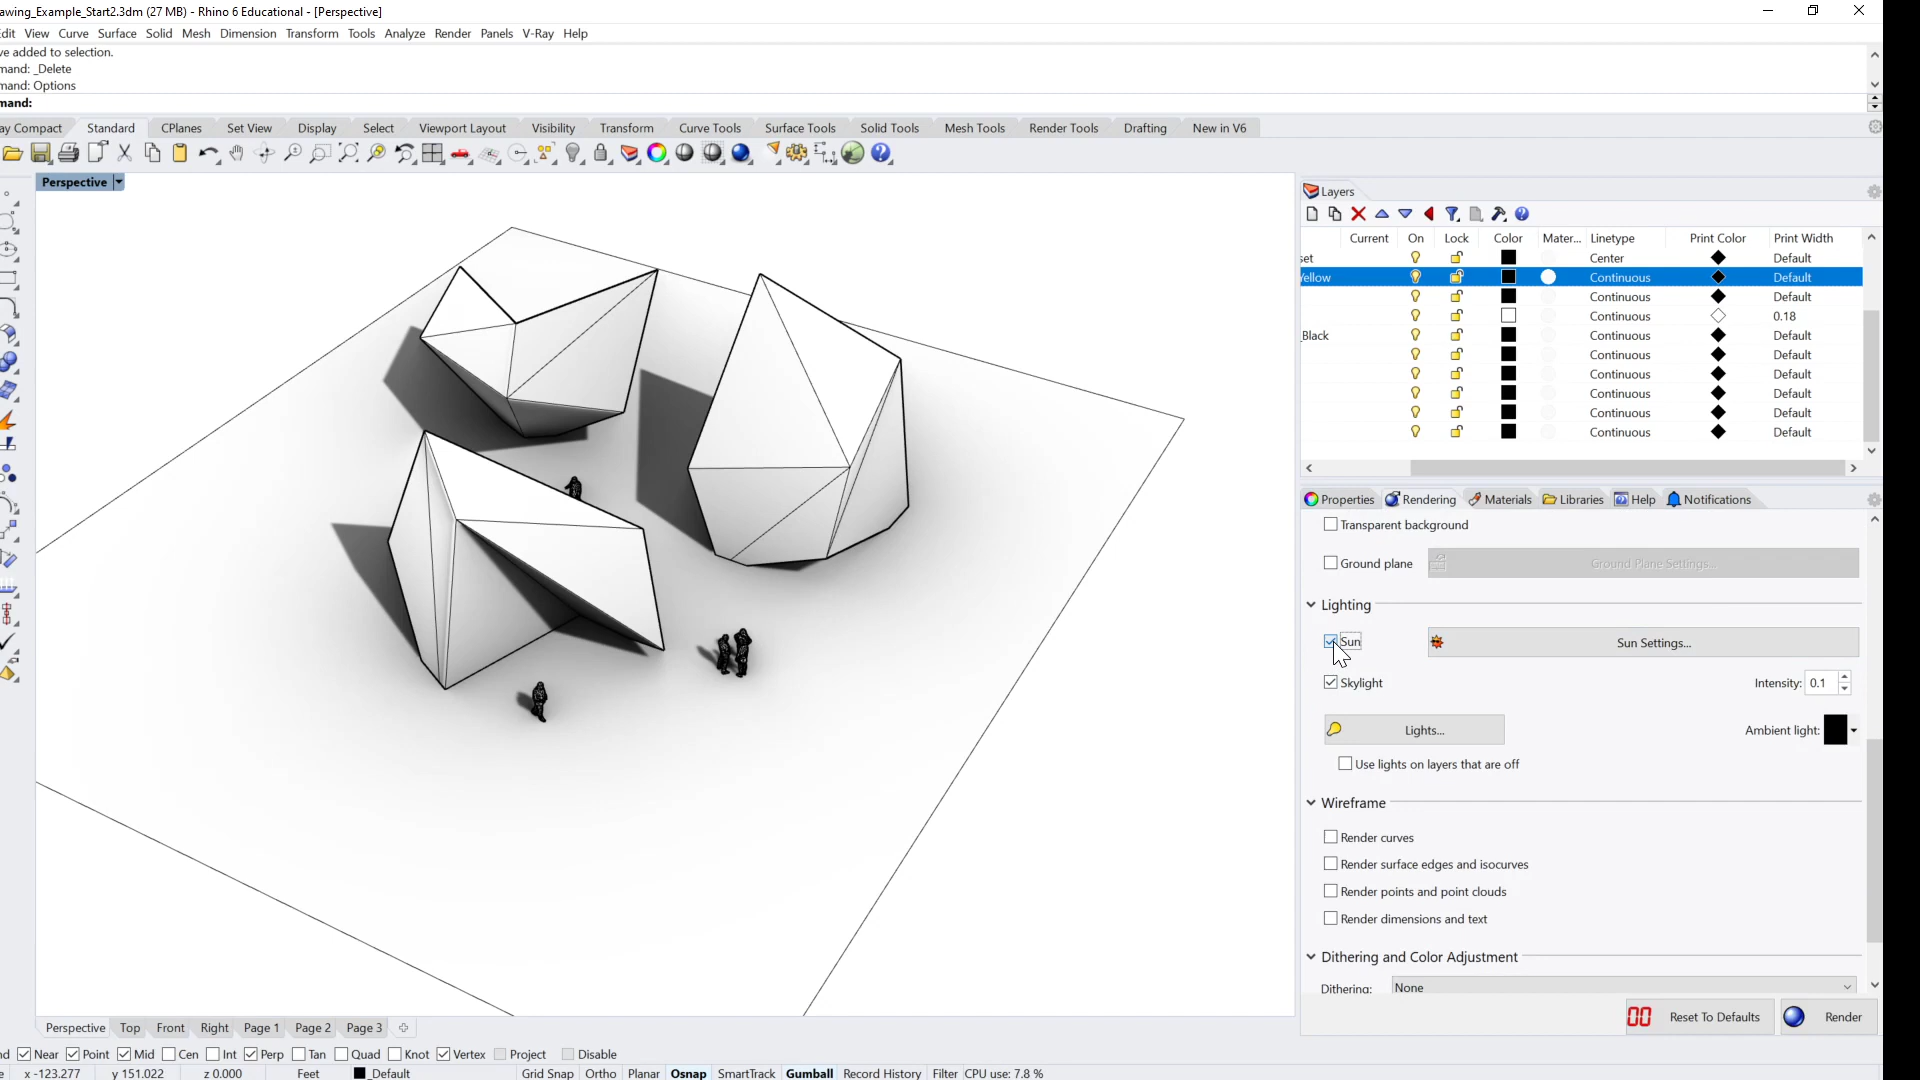 awing_Example_Start2.3dm (27 MB) - Rhino 6 Educational - [Perspective]
dit View Curve Surface Solid Mesh Dimension Transform Tools Analyze Render Panels V-Ray Help
ve added to selection.
mand: _Delete
mand: Options
mand:
ay Compact Standard CPlanes Set View Display Select Viewport Layout Visibility Transform Curve Tools Surface Tools Solid Tools Mesh Tools Render Tools Drafting New in V6
Perspective
Layers
Current On Lock Color Mater... Linetype Print Color Print Width
set Center Default
Yellow Continuous Default
Continuous Default
Continuous 0.18
_Black Continuous Default
Continuous Default
Continuous Default
Continuous Default
Continuous Default
Continuous Default
Properties Rendering Materials Libraries Help Notifications
Transparent background
Ground plane Ground Plane Settings...
Lighting
Sun Sun Settings...
Skylight Intensity: 0.1
Lights... Ambient light:
Use lights on layers that are off
Wireframe
Render curves
Render surface edges and isocurves
Render points and point clouds
Render dimensions and text
Dithering and Color Adjustment
Dithering: None
Reset To Defaults Render
Perspective Top Front Right Page 1 Page 2 Page 3
nd Near Point Mid Cen Int Perp Tan Quad Knot Vertex Project Disable
e x -123.277 y 151.022 z 0.000 Feet _Default Grid Snap Ortho Planar Osnap SmartTrack Gumball Record History Filter CPU use: 7.8 %